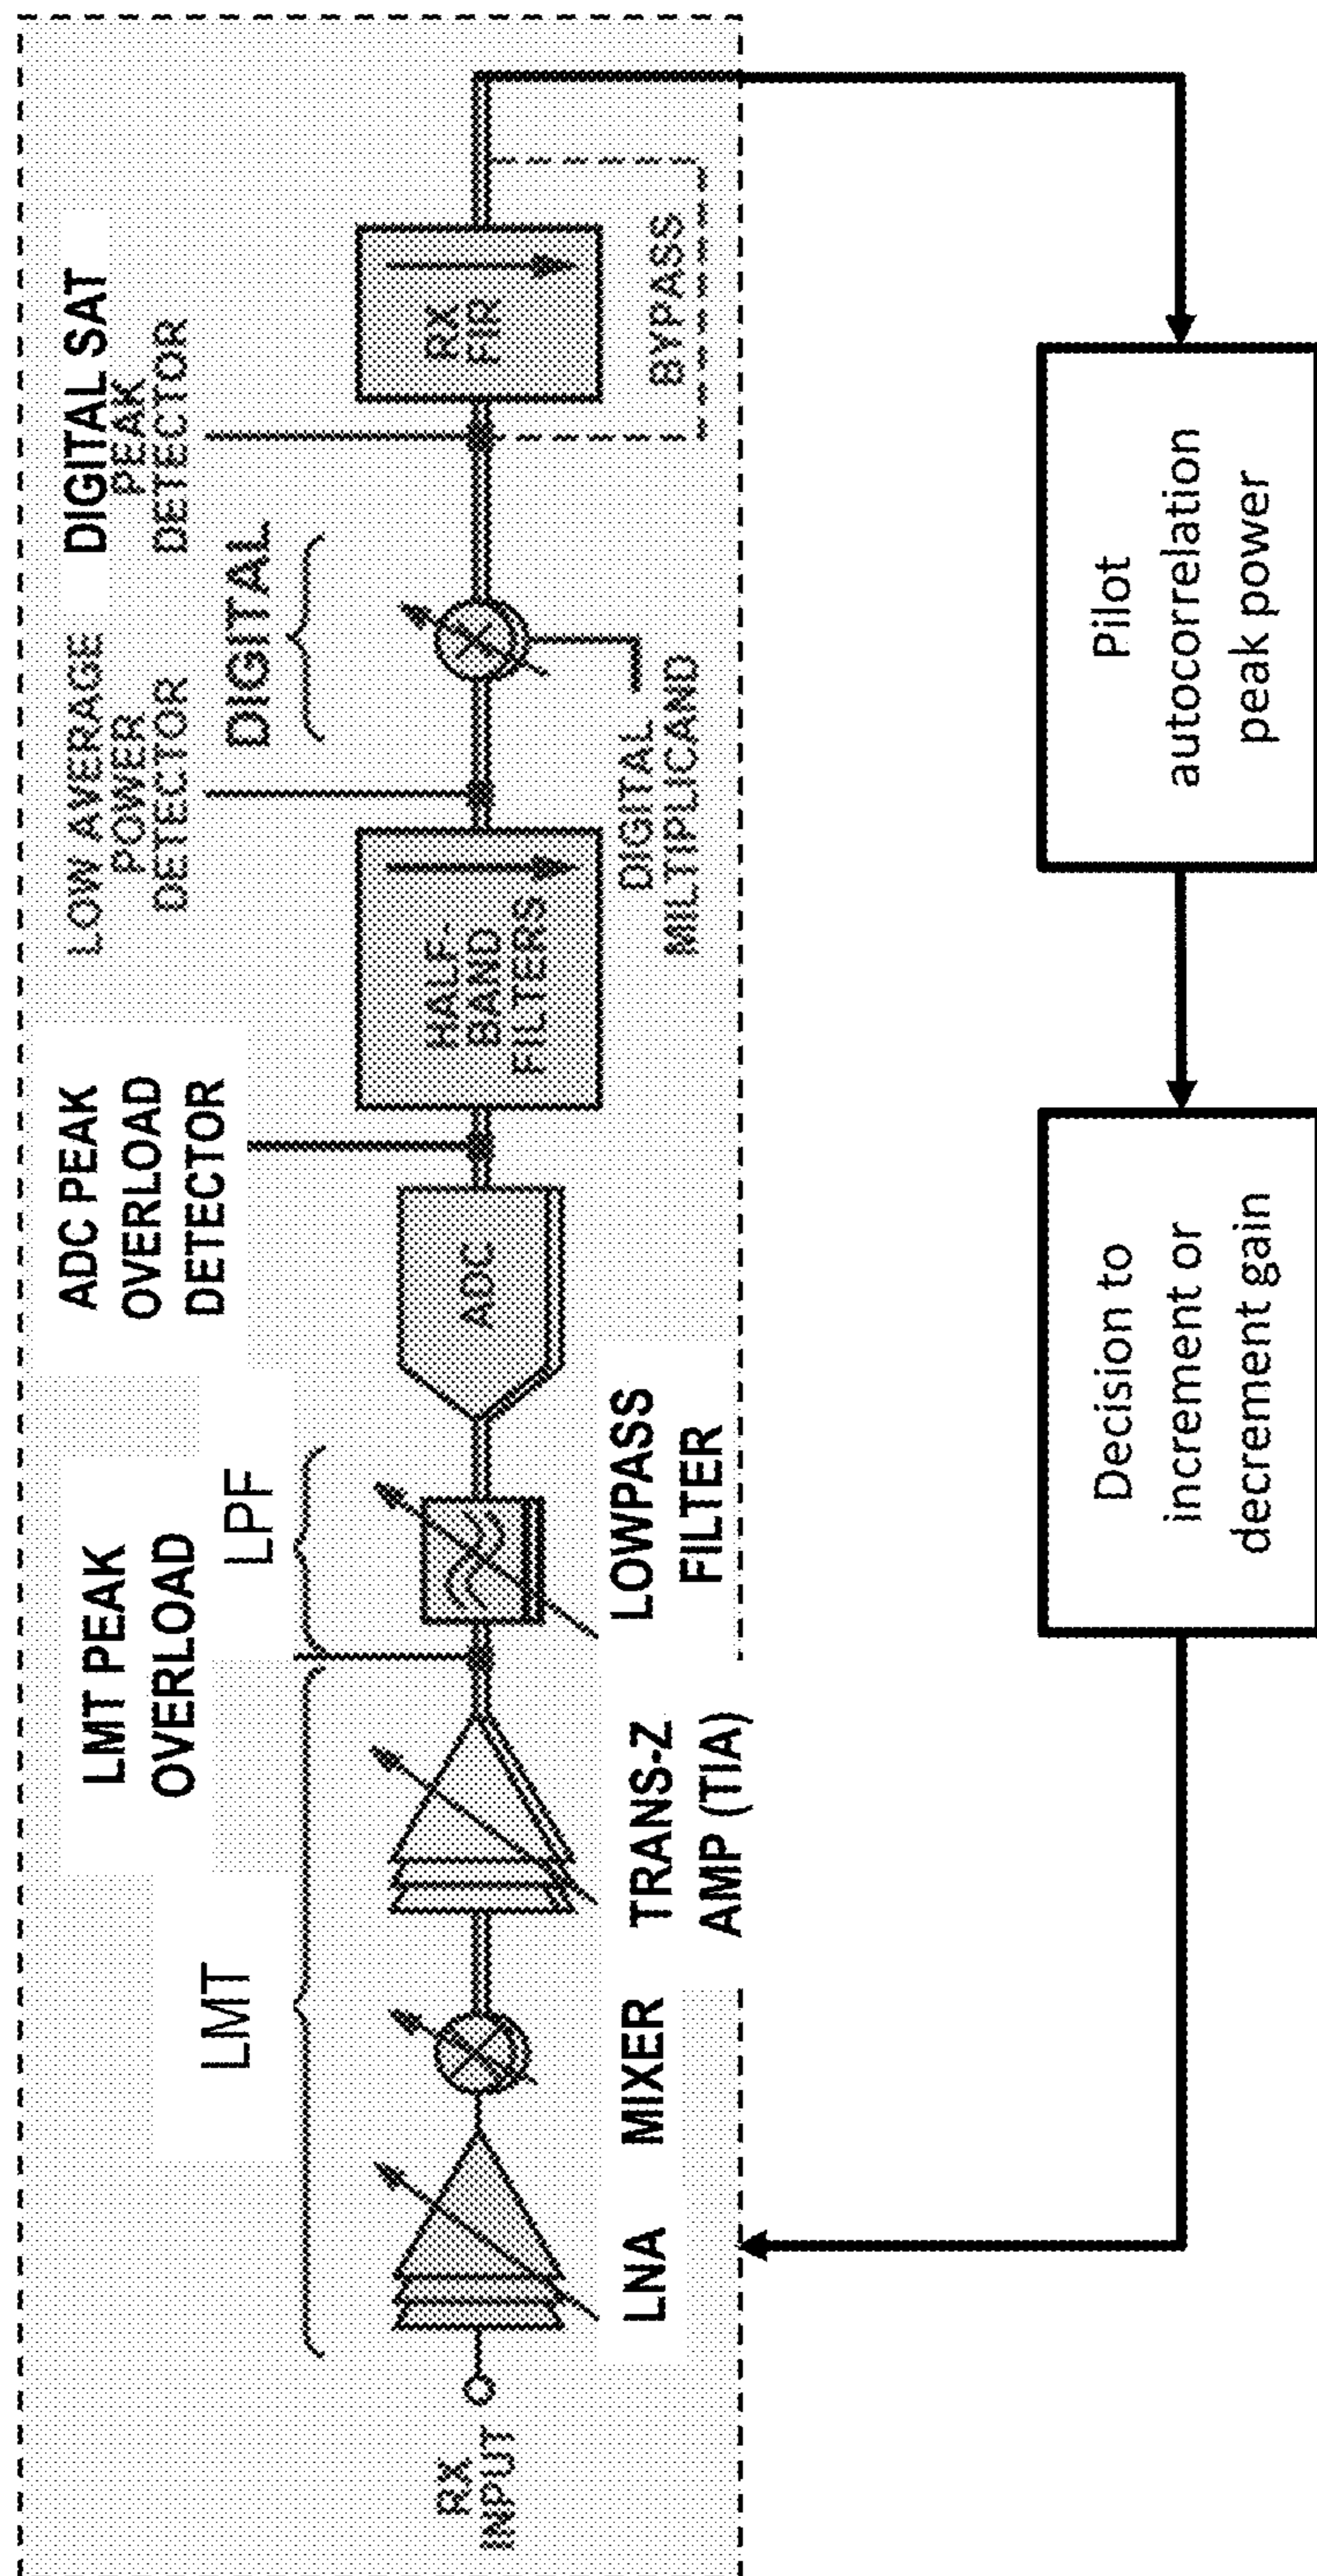 LMT
LMT PEAK
OVERLOAD
LPF
ADC PEAK
OVERLOAD
DETECTOR
LOW AVERAGE
POWER
DETECTOR
DIGITAL
DIGITAL SAT
PEAK
DETECTOR
RX
INPUT
LNA
MIXER
TRANS-Z
AMP (TIA)
LOWPASS
FILTER
ADC
HALF-
BAND
FILTERS
DIGITAL
MILTIPLICAND
RX
FIR
BYPASS
Decision to
increment or
decrement gain
Pilot
autocorrelation
peak power